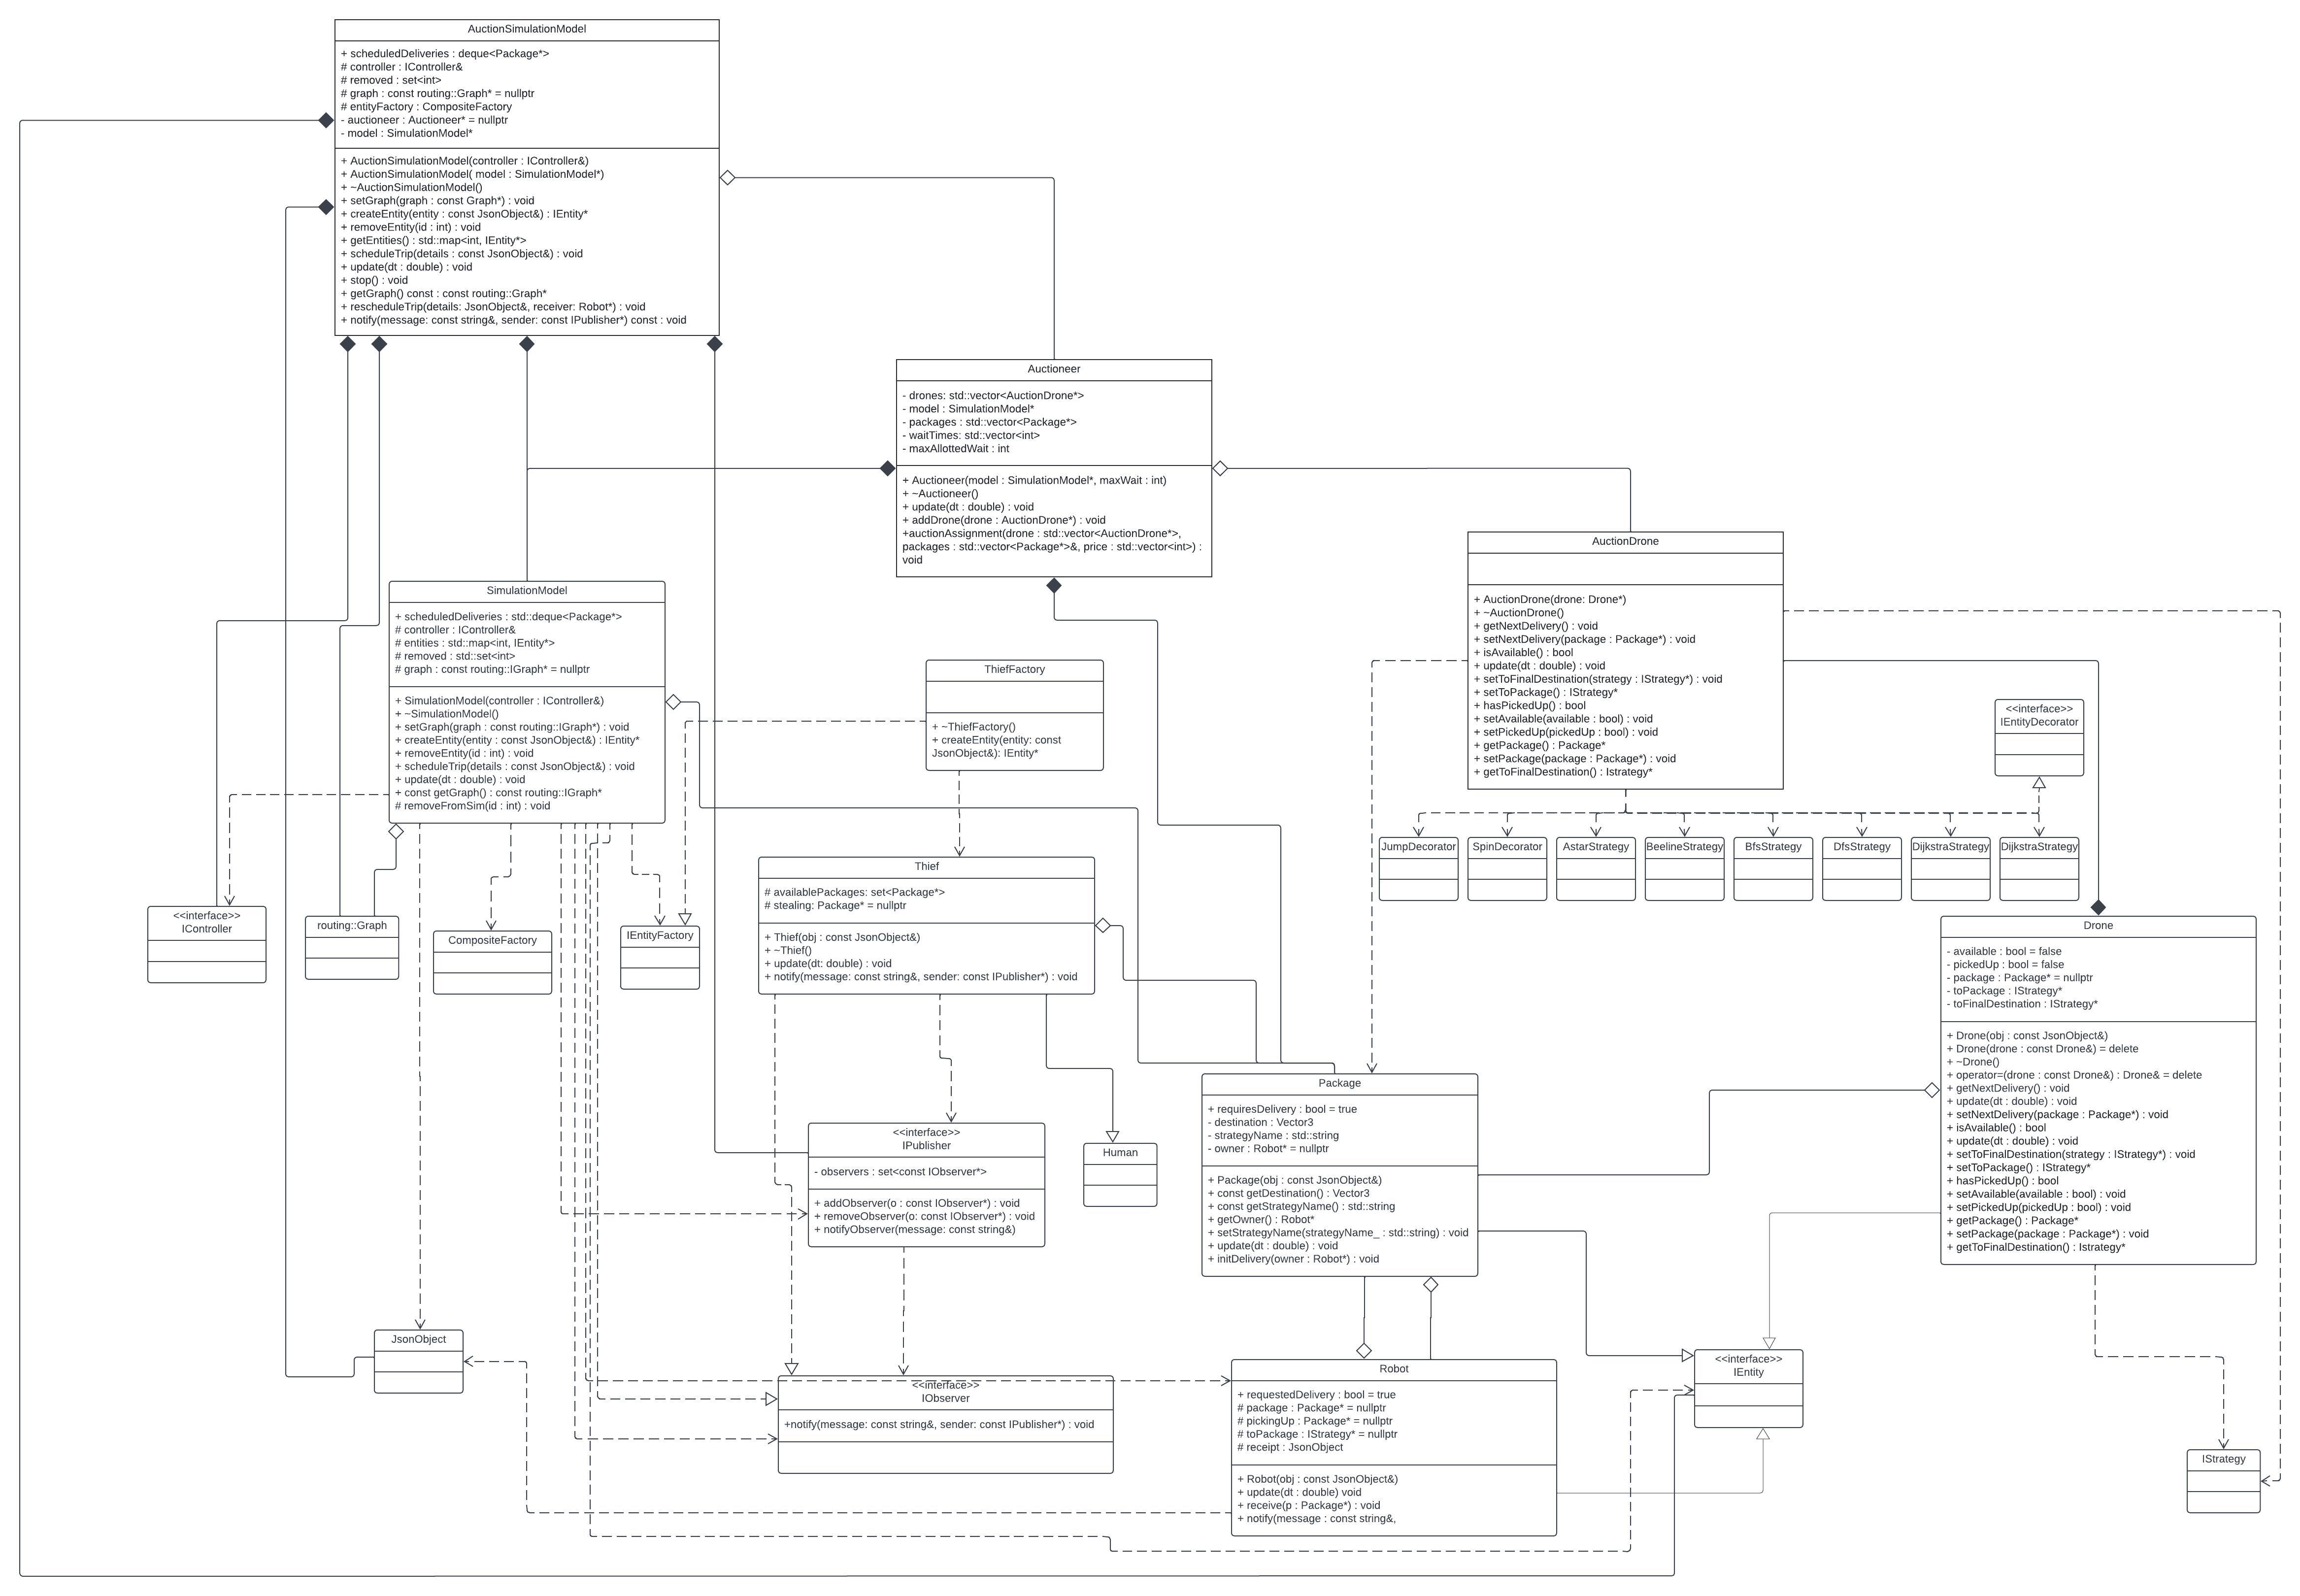 AuctionSimulationModel
+ scheduledDeliveries : deque<Package*>
# controller : IController&
# removed : set<int>
# graph : const routing::Graph* = nullptr
# entityFactory : CompositeFactory
- auctioneer : Auctioneer* = nullptr
- model : SimulationModel*
+ AuctionSimulationModel(controller : IController&)
+ AuctionSimulationModel( model : SimulationModel*)
+ ~AuctionSimulationModel()
+ setGraph(graph : const Graph*) : void
+ createEntity(entity : const JsonObject&) : IEntity*
+ removeEntity(id : int) : void
+ getEntities() : std::map<int, IEntity*>
+ scheduleTrip(details : const JsonObject&) : void
+ update(dt : double) : void
+ stop() : void
+ getGraph() const : const routing::Graph*
+ rescheduleTrip(details: JsonObject&, receiver: Robot*) : void
+ notify(message: const string&, sender: const IPublisher*) const : void
Auctioneer
- drones: std::vector<AuctionDrone*>
- model : SimulationModel*
- packages : std::vector<Package*>
- waitTimes: std::vector<int>
- maxAllottedWait : int
+ Auctioneer(model : SimulationModel*, maxWait : int)
+ ~Auctioneer()
+ update(dt : double) : void
+ addDrone(drone : AuctionDrone*) : void
+auctionAssignment(drone : std::vector<AuctionDrone*>,
packages : std::vector<Package*>&, price : std::vector<int>) :
void
AuctionDrone
+ AuctionDrone(drone: Drone*)
+ ~AuctionDrone()
+ getNextDelivery() : void
+ setNextDelivery(package : Package*) : void
+ isAvailable() : bool
+ update(dt : double) : void
+ setToFinalDestination(strategy : IStrategy*) : void
+ setToPackage() : IStrategy*
+ hasPickedUp() : bool
+ setAvailable(available : bool) : void
+ setPickedUp(pickedUp : bool) : void
+ getPackage() : Package*
+ setPackage(package : Package*) : void
+ getToFinalDestination() : Istrategy*
SimulationModel
+ scheduledDeliveries : std::deque<Package*>
# controller : IController&
# entities : std::map<int, IEntity*>
# removed : std::set<int>
# graph : const routing::IGraph* = nullptr
+ SimulationModel(controller : IController&)
+ ~SimulationModel()
+ setGraph(graph : const routing::IGraph*) : void
+ createEntity(entity : const JsonObject&) : IEntity*
+ removeEntity(id : int) : void
+ scheduleTrip(details : const JsonObject&) : void
+ update(dt : double) : void
+ const getGraph() : const routing::IGraph*
# removeFromSim(id : int) : void
ThiefFactory
+ ~ThiefFactory()
+ createEntity(entity: const
JsonObject&): IEntity*
<<interface>>
IEntityDecorator
JumpDecorator
SpinDecorator
AstarStrategy
BeelineStrategy
BfsStrategy
DfsStrategy
DijkstraStrategy
DijkstraStrategy
Thief
# availablePackages: set<Package*>
# stealing: Package* = nullptr
+ Thief(obj : const JsonObject&)
+ ~Thief()
+ update(dt: double) : void
+ notify(message: const string&, sender: const IPublisher*) : void
<<interface>>
IController
routing::Graph
CompositeFactory
IEntityFactory
Drone
- available : bool = false
- pickedUp : bool = false
- package : Package* = nullptr
- toPackage : IStrategy*
- toFinalDestination : IStrategy*
+ Drone(obj : const JsonObject&)
+ Drone(drone : const Drone&) = delete
+ ~Drone()
+ operator=(drone : const Drone&) : Drone& = delete
+ getNextDelivery() : void
+ update(dt : double) : void
+ setNextDelivery(package : Package*) : void
+ isAvailable() : bool
+ update(dt : double) : void
+ setToFinalDestination(strategy : IStrategy*) : void
+ setToPackage() : IStrategy*
+ hasPickedUp() : bool
+ setAvailable(available : bool) : void
+ setPickedUp(pickedUp : bool) : void
+ getPackage() : Package*
+ setPackage(package : Package*) : void
+ getToFinalDestination() : Istrategy*
Package
+ requiresDelivery : bool = true
- destination : Vector3
- strategyName : std::string
- owner : Robot* = nullptr
+ Package(obj : const JsonObject&)
+ const getDestination() : Vector3
+ const getStrategyName() : std::string
+ getOwner() : Robot*
+ setStrategyName(strategyName_ : std::string) : void
+ update(dt : double) : void
+ initDelivery(owner : Robot*) : void
<<interface>>
IPublisher
- observers : set<const IObserver*>
+ addObserver(o : const IObserver*) : void
+ removeObserver(o: const IObserver*) : void
+ notifyObserver(message: const string&)
Human
JsonObject
<<interface>>
IObserver
+notify(message: const string&, sender: const IPublisher*) : void
Robot
+ requestedDelivery : bool = true
# package : Package* = nullptr
# pickingUp : Package* = nullptr
# toPackage : IStrategy* = nullptr
# receipt : JsonObject
+ Robot(obj : const JsonObject&)
+ update(dt : double) void
+ receive(p : Package*) : void
+ notify(message : const string&,
<<interface>>
IEntity
IStrategy